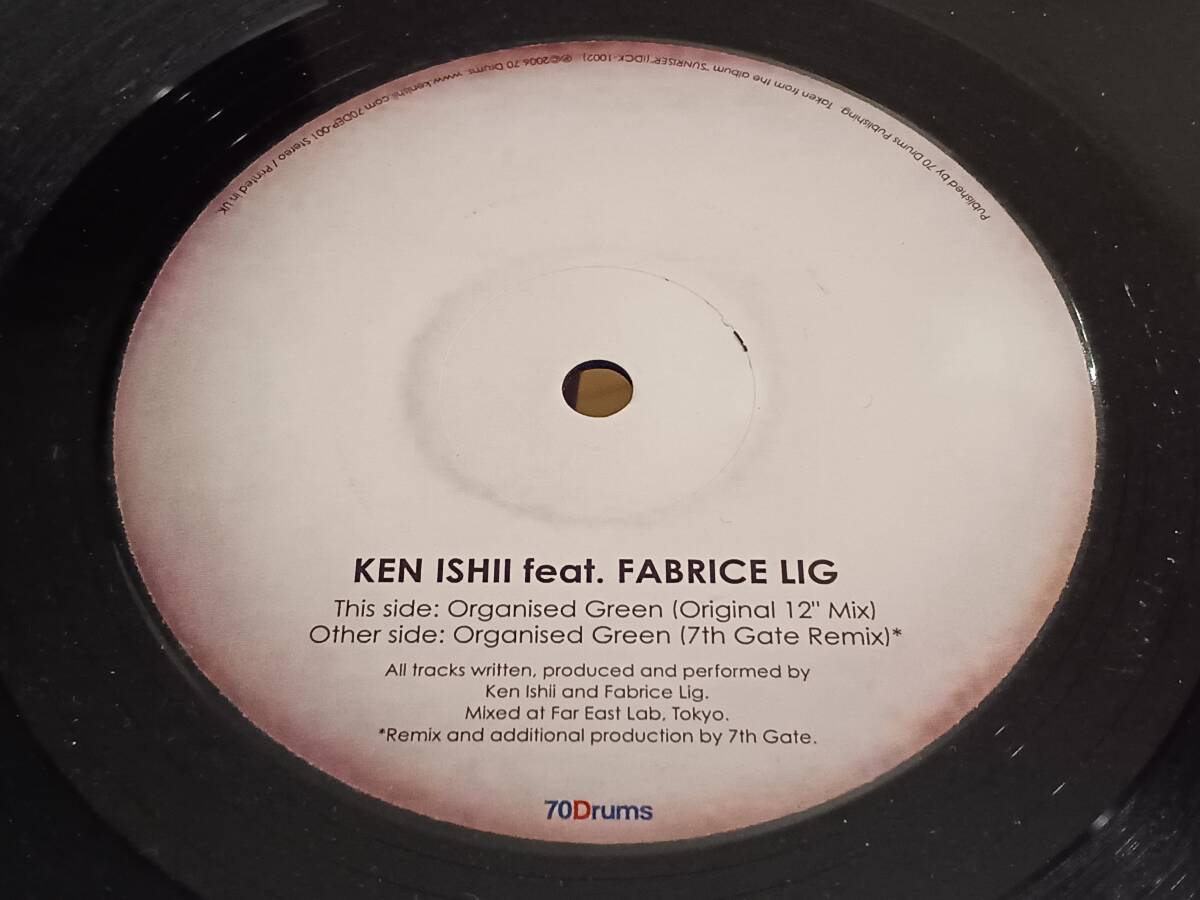 Published by 70 Drums Publishing. Taken from the album "SUNRISER" (IDCK-1002) ℗©2006 70 Drums. www.kenishii.com 70DEP-001 Stereo / Printed in UK
KEN ISHII feat. FABRICE LIG
This side: Organised Green (Original 12" Mix)
Other side: Organised Green (7th Gate Remix)*
All tracks written, produced and performed by
Ken Ishii and Fabrice Lig.
Mixed at Far East Lab, Tokyo.
*Remix and additional production by 7th Gate.
70Drums